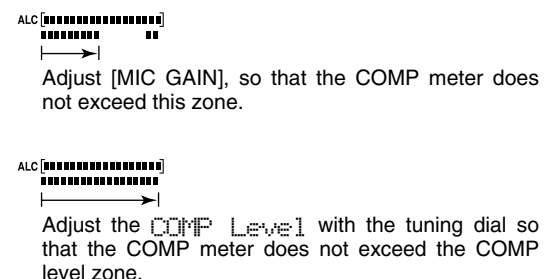 ALC
Adjust [MIC GAIN], so that the COMP meter does
not exceed this zone.
ALC
Adjust the COMP Level with the tuning dial so
that the COMP meter does not exceed the COMP
level zone.